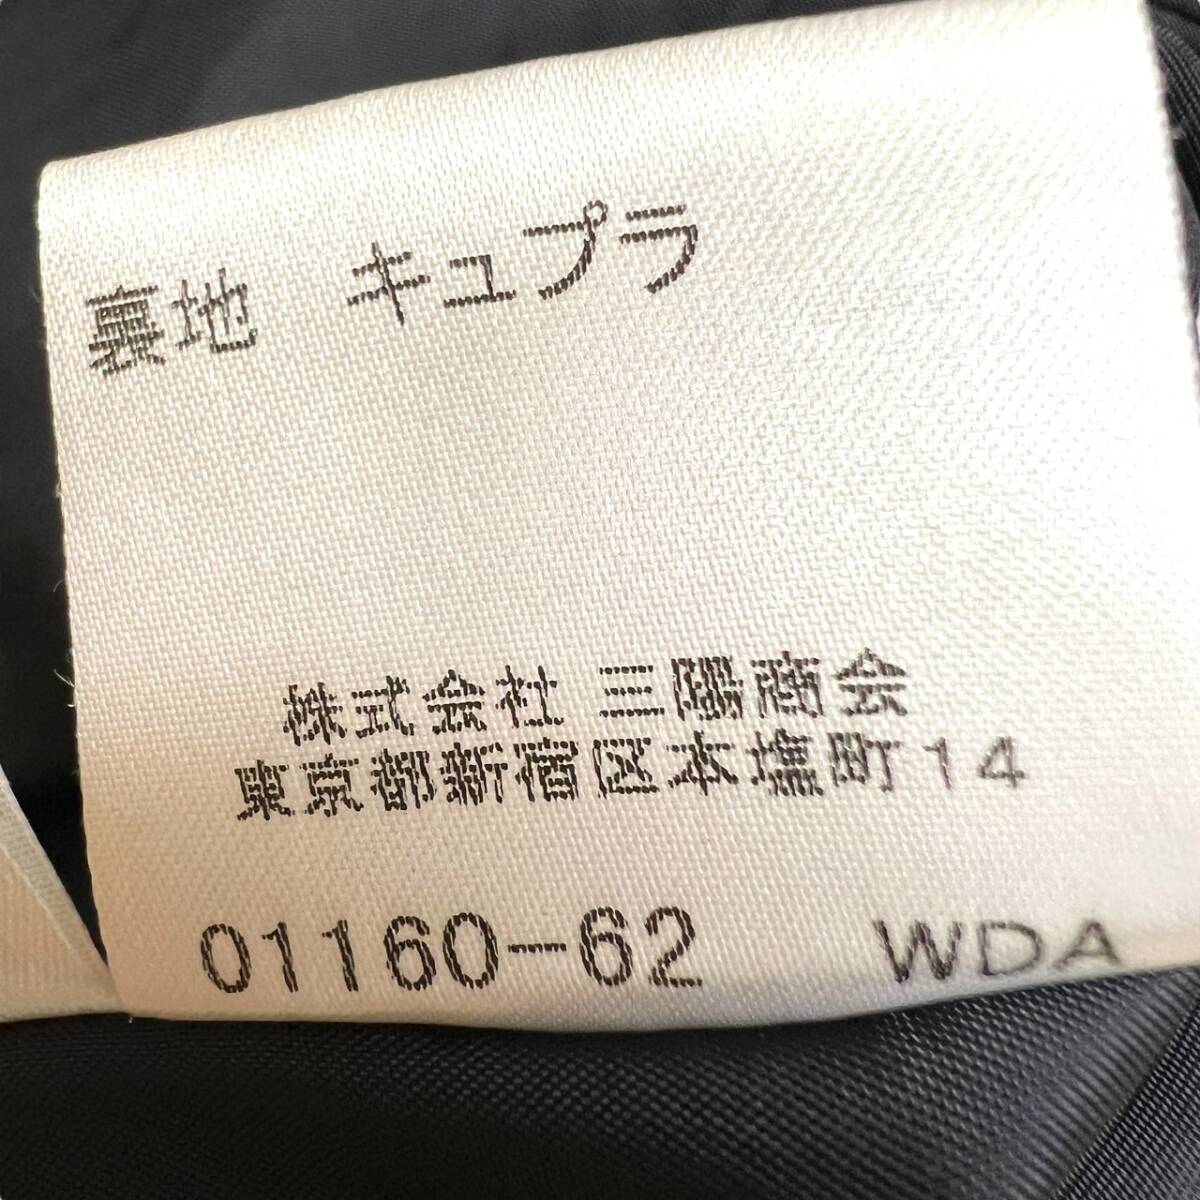 裏地　キュプラ
株式会社 三陽商会
東京都新宿区本塩町14
01160-62　WDA